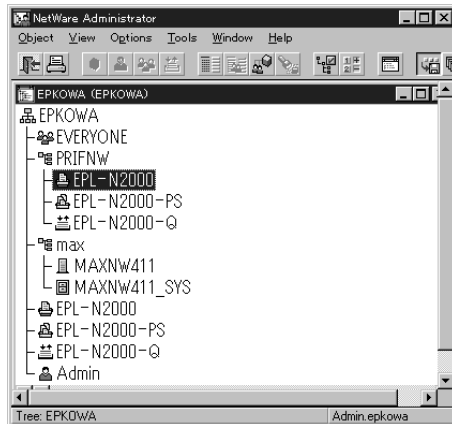 NetWare Administrator
Object View Options Tools Window Help
EPKOWA (EPKOWA)
EPKOWA
EVERYONE
PRIFNW
EPL-N2000
EPL-N2000-PS
EPL-N2000-Q
max
MAXNW411
MAXNW411_SYS
EPL-N2000
EPL-N2000-PS
EPL-N2000-Q
Admin
Tree: EPKOWA Admin.epkowa